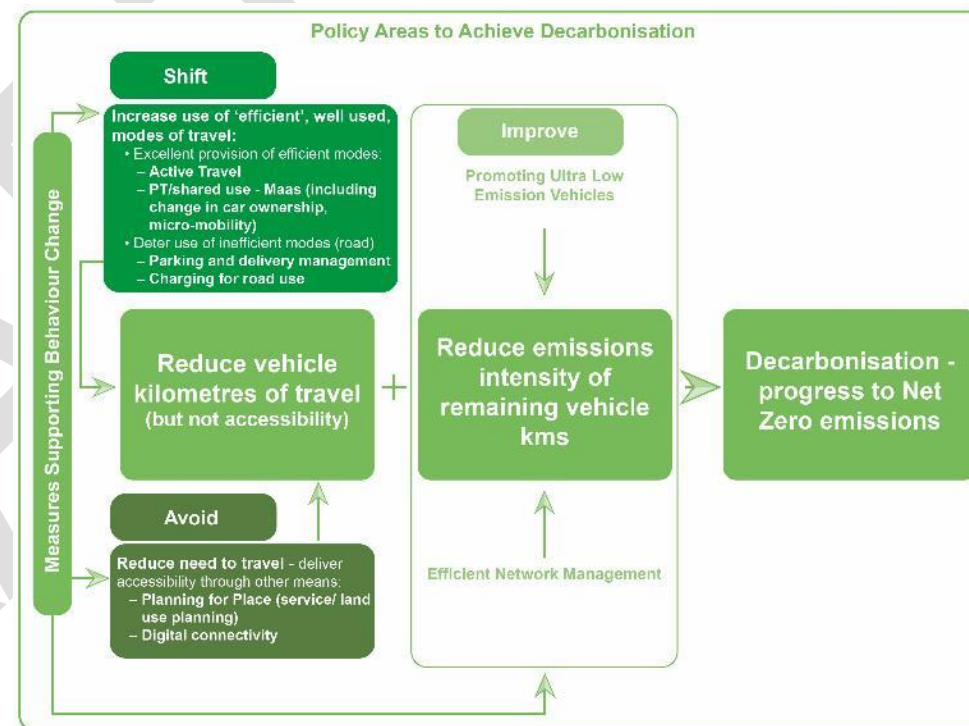 Policy Areas to Achieve Decarbonisation
Measures Supporting Behaviour Change
Shift
Increase use of ‘efficient’, well used,
modes of travel:
• Excellent provision of efficient modes:
– Active Travel
– PT/shared use - Maas (including
change in car ownership,
micro-mobility)
• Deter use of inefficient modes (road)
– Parking and delivery management
– Charging for road use
Reduce vehicle
kilometres of travel
(but not accessibility)
Avoid
Reduce need to travel - deliver
accessibility through other means:
– Planning for Place (service/ land
use planning)
– Digital connectivity
+
Improve
Promoting Ultra Low
Emission Vehicles
Reduce emissions
intensity of
remaining vehicle
kms
Efficient Network Management
Decarbonisation -
progress to Net
Zero emissions